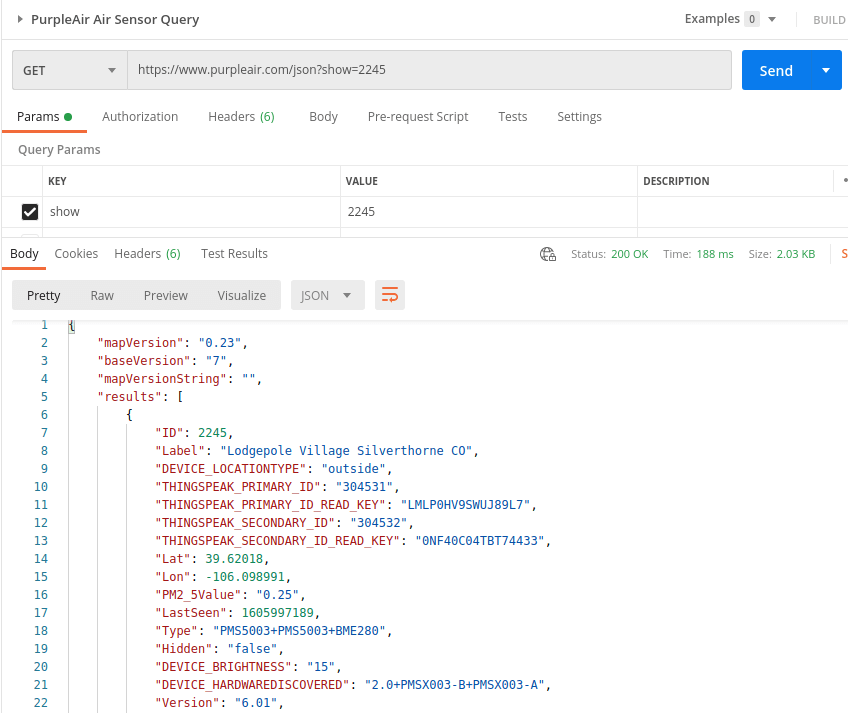 PurpleAir Air Sensor Query Examples 0 BUILD
GET https://www.purpleair.com/json?show=2245 Send
Params Authorization Headers (6) Body Pre-request Script Tests Settings
Query Params
KEY VALUE DESCRIPTION
show 2245
Body Cookies Headers (6) Test Results Status: 200 OK Time: 188 ms Size: 2.03 KB S
Pretty Raw Preview Visualize JSON
1 {
2 "mapVersion": "0.23",
3 "baseVersion": "7",
4 "mapVersionString": "",
5 "results": [
6 {
7 "ID": 2245,
8 "Label": "Lodgepole Village Silverthorne CO",
9 "DEVICE_LOCATIONTYPE": "outside",
10 "THINGSPEAK_PRIMARY_ID": "304531",
11 "THINGSPEAK_PRIMARY_ID_READ_KEY": "LMLP0HV9SWUJ89L7",
12 "THINGSPEAK_SECONDARY_ID": "304532",
13 "THINGSPEAK_SECONDARY_ID_READ_KEY": "0NF40C04TBT74433",
14 "Lat": 39.62018,
15 "Lon": -106.098991,
16 "PM2_5Value": "0.25",
17 "LastSeen": 1605997189,
18 "Type": "PMS5003+PMS5003+BME280",
19 "Hidden": "false",
20 "DEVICE_BRIGHTNESS": "15",
21 "DEVICE_HARDWAREDISCOVERED": "2.0+PMSX003-B+PMSX003-A",
22 "Version": "6.01",